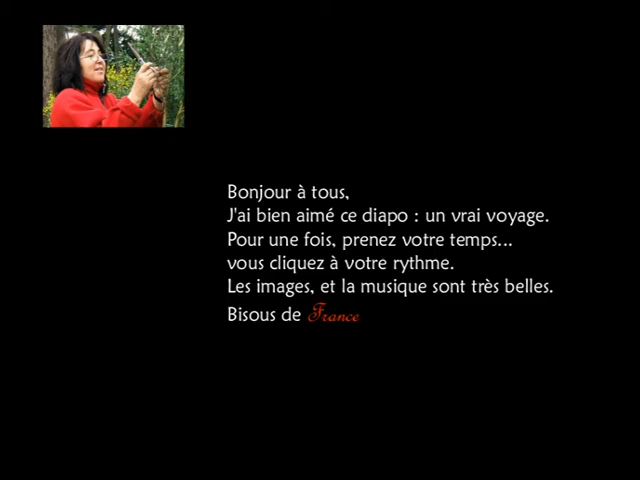 Bonjour à tous,
J'ai bien aimé ce diapo : un vrai voyage.
Pour une fois, prenez votre temps...
vous cliquez à votre rythme.
Les images, et la musique sont très belles.
Bisous de France